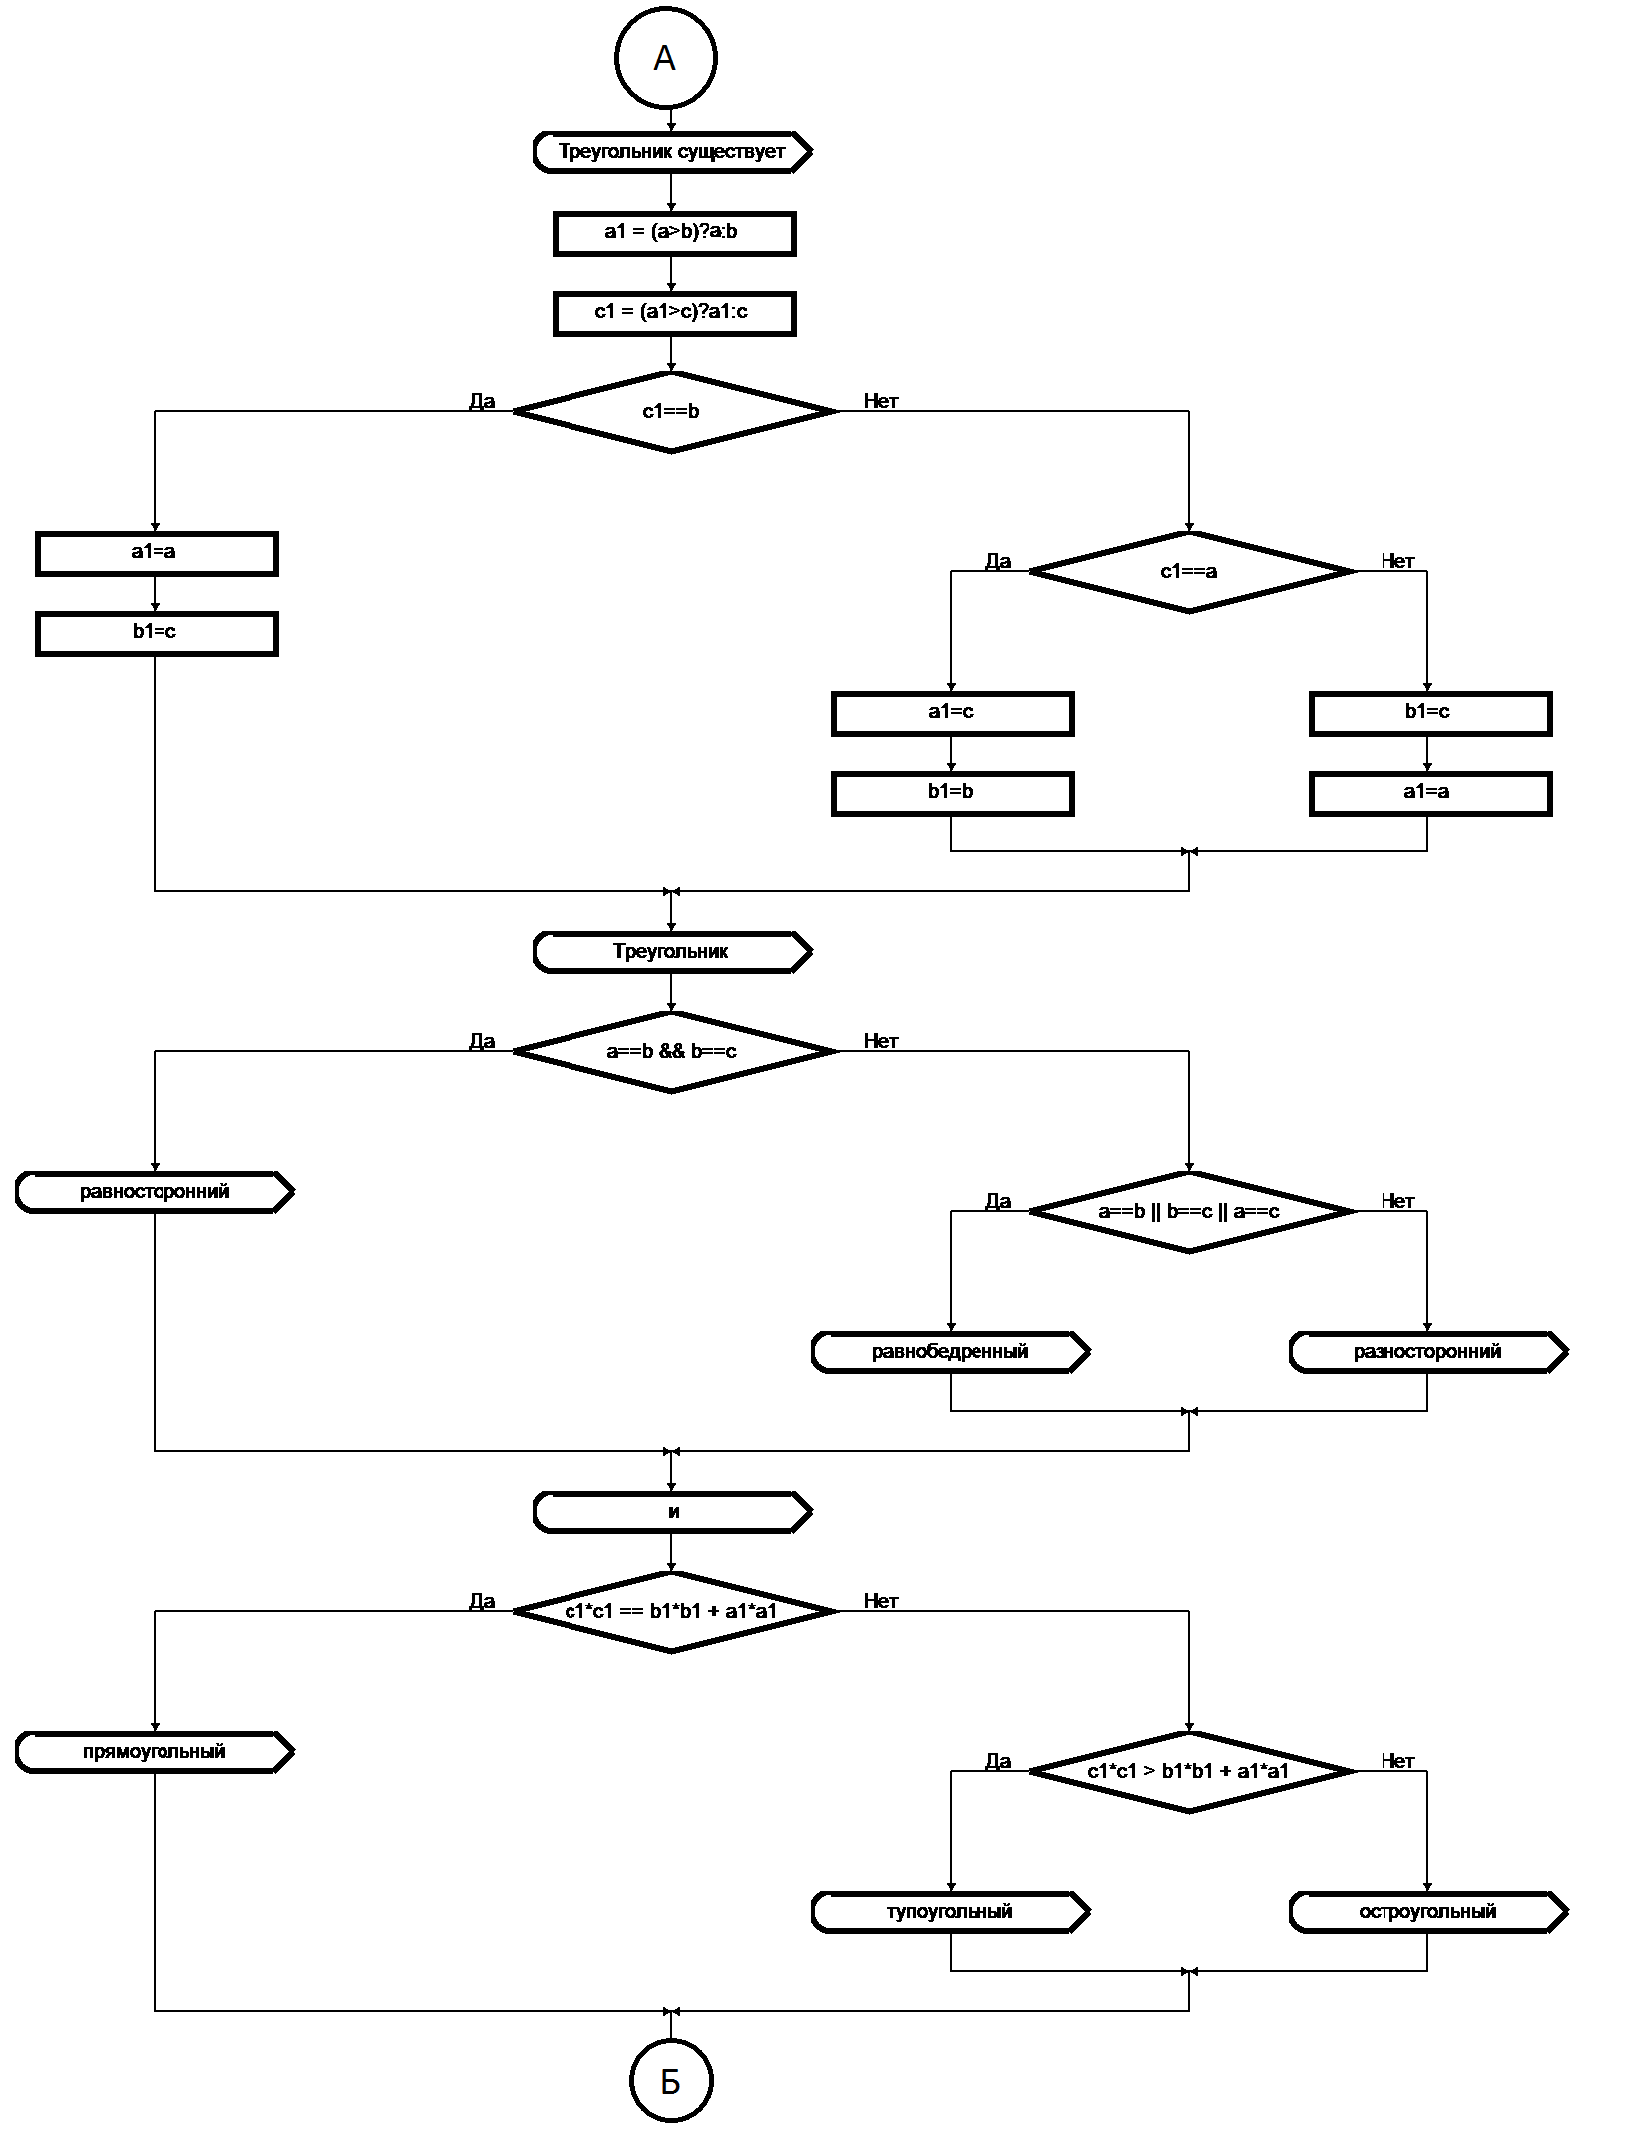 А
Треугольник существует
a1 = (a>b)?a:b
c1 = (a1>c)?a1:c
Да
c1==b
Нет
a1=a
b1=c
Да
c1==a
Нет
a1=c
b1=c
b1=b
a1=a
Треугольник
Да
a==b && b==c
Нет
равносторонний
Да
a==b || b==c || a==c
Нет
равнобедренный
разносторонний
и
Да
c1*c1 == b1*b1 + a1*a1
Нет
прямоугольный
Да
c1*c1 > b1*b1 + a1*a1
Нет
тупоугольный
остроугольный
Б